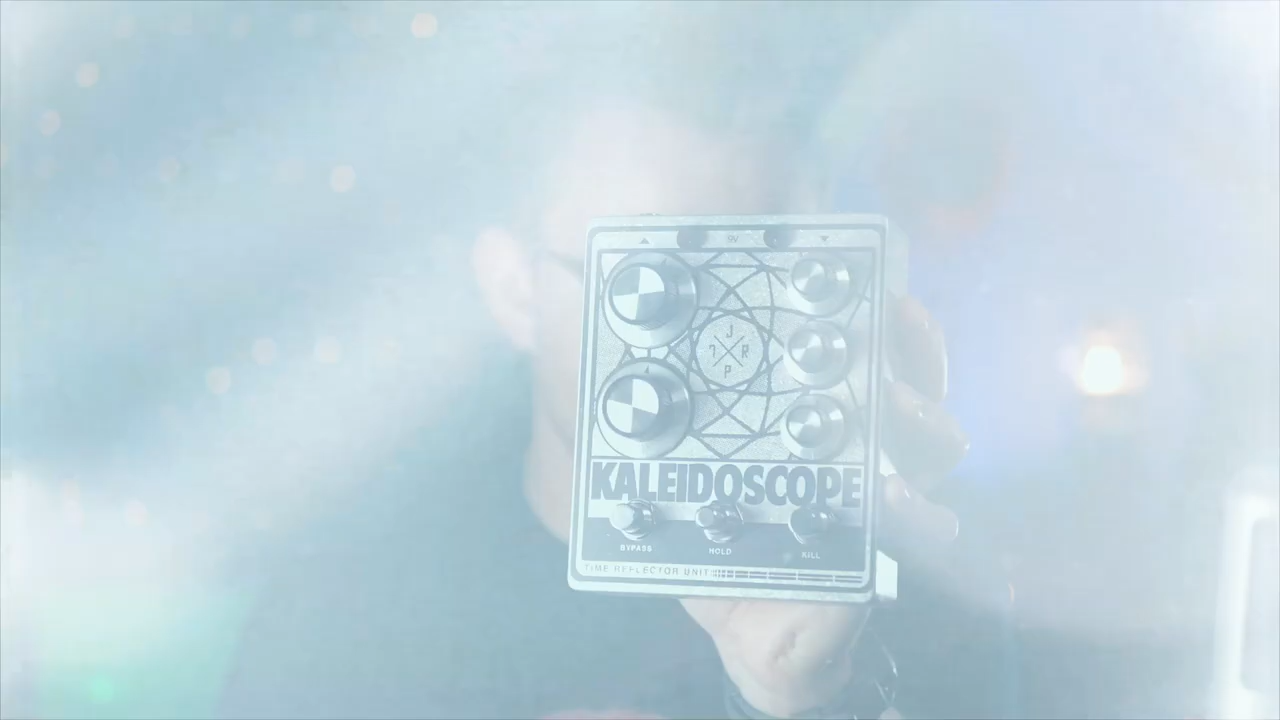 9V
J
R
P
KALEIDOSCOPE
BYPASS HOLD KILL
TIME REFLECTOR UNIT